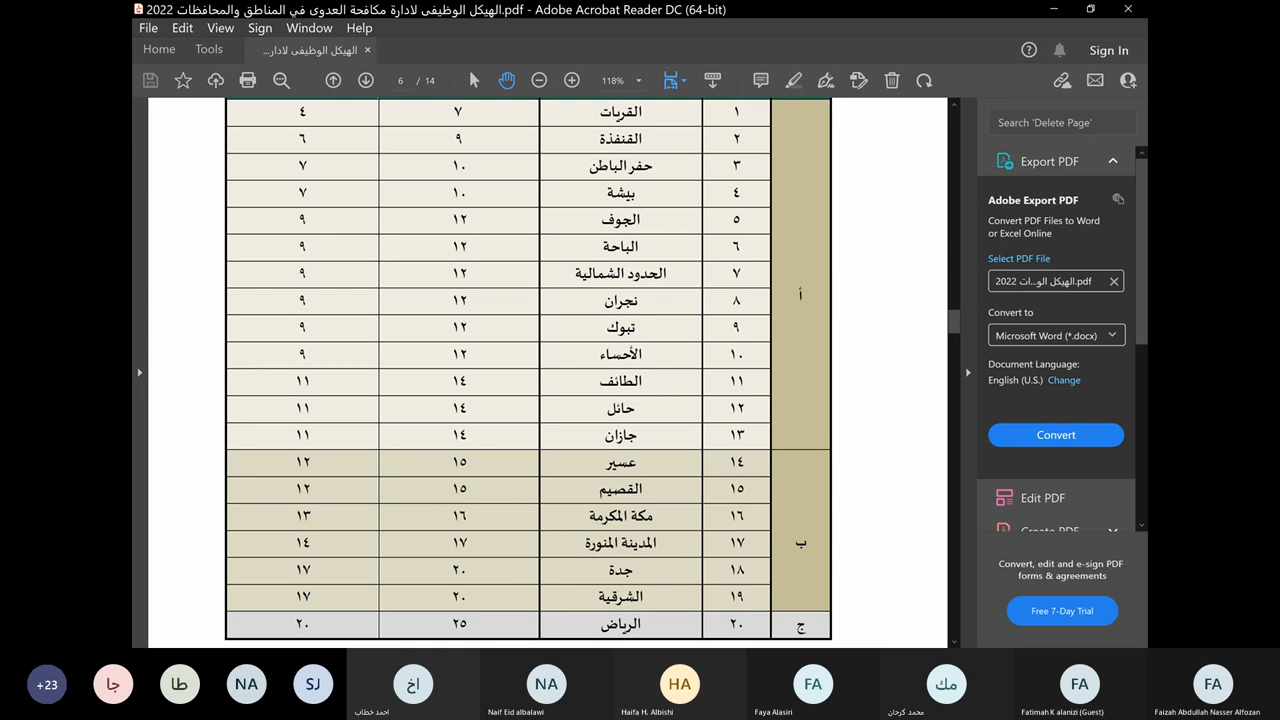 الهيكل الوظيفى لادارة مكافحة العدوى في المناطق والمحافظات 2022.pdf - Adobe Acrobat Reader DC (64-bit)
File Edit View Sign Window Help
Home Tools الهيكل الوظيفى لادار... Sign In
6 / 14 118%
١ القريات ٧ ٤
٢ القنفذة ٩ ٦
٣ حفر الباطن ١٠ ٧
٤ بيشة ١٠ ٧
٥ الجوف ١٢ ٩
٦ الباحة ١٢ ٩
٧ الحدود الشمالية ١٢ ٩
أ
٨ نجران ١٢ ٩
٩ تبوك ١٢ ٩
١٠ الأحساء ١٢ ٩
١١ الطائف ١٤ ١١
١٢ حائل ١٤ ١١
١٣ جازان ١٤ ١١
١٤ عسير ١٥ ١٢
١٥ القصيم ١٥ ١٢
١٦ مكة المكرمة ١٦ ١٣
ب
١٧ المدينة المنورة ١٧ ١٤
١٨ جدة ٢٠ ١٧
١٩ الشرقية ٢٠ ١٧
ج ٢٠ الرياض ٢٥ ٢٠
Search 'Delete Page'
Export PDF
Adobe Export PDF
Convert PDF Files to Word
or Excel Online
Select PDF File
الهيكل الو...ات 2022.pdf
Convert to
Microsoft Word (*.docx)
Document Language:
English (U.S.) Change
Convert
Edit PDF
Create PDF
Convert, edit and e-sign PDF
forms & agreements
Free 7-Day Trial
+23 جا طا NA SJ اخ NA HA FA مك FA FA
احمد خطاب Naif Eid albalawi Haifa H. Albishi Faya Alasiri محمد كرحان Fatimah K alanizi (Guest) Faizah Abdullah Nasser Alfozan